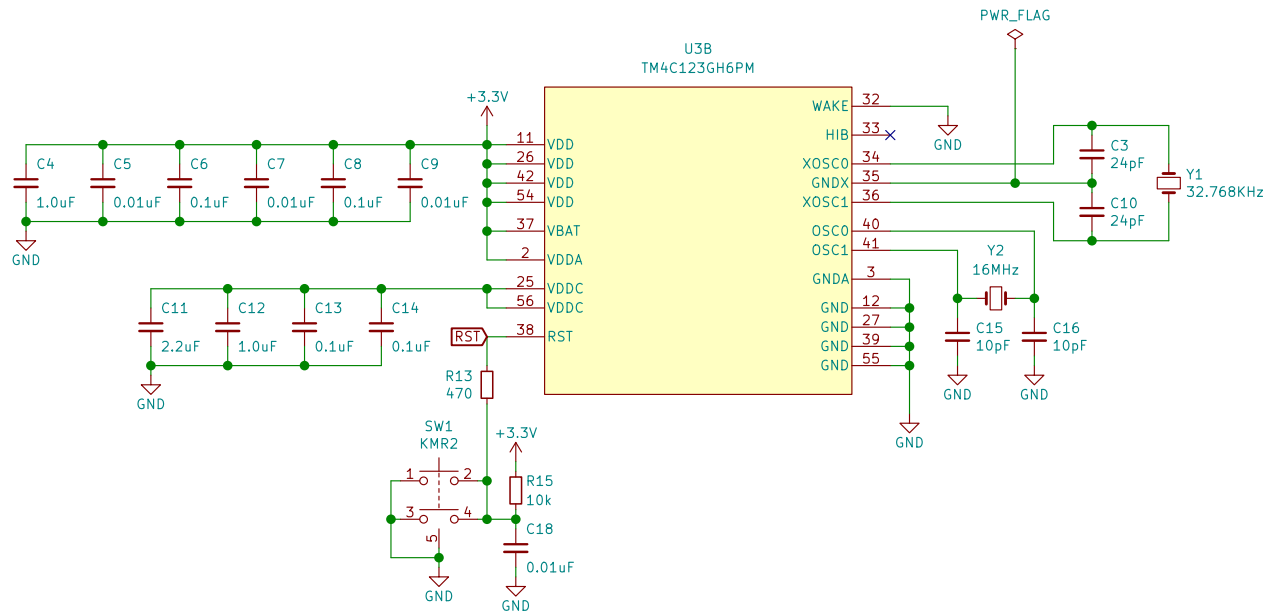 PWR_FLAG
U3B
TM4C123GH6PM
+3.3V
WAKE 32
GND
HIB 33
11 VDD
26 VDD
42 VDD
54 VDD
37 VBAT
2 VDDA
25 VDDC
56 VDDC
38 RST
XOSC0 34
GNDX 35
XOSC1 36
OSC0 40
OSC1 41
GNDA 3
GND 12
GND 27
GND 39
GND 55
GND
C4
1.0uF
C5
0.01uF
C6
0.1uF
C7
0.01uF
C8
0.1uF
C9
0.01uF
GND
C3
24pF
C10
24pF
Y1
32.768KHz
Y2
16MHz
C15
10pF
C16
10pF
GND
GND
C11
2.2uF
C12
1.0uF
C13
0.1uF
C14
0.1uF
GND
RST
R13
470
SW1
KMR2
1
2
3
4
5
GND
+3.3V
R15
10k
C18
0.01uF
GND